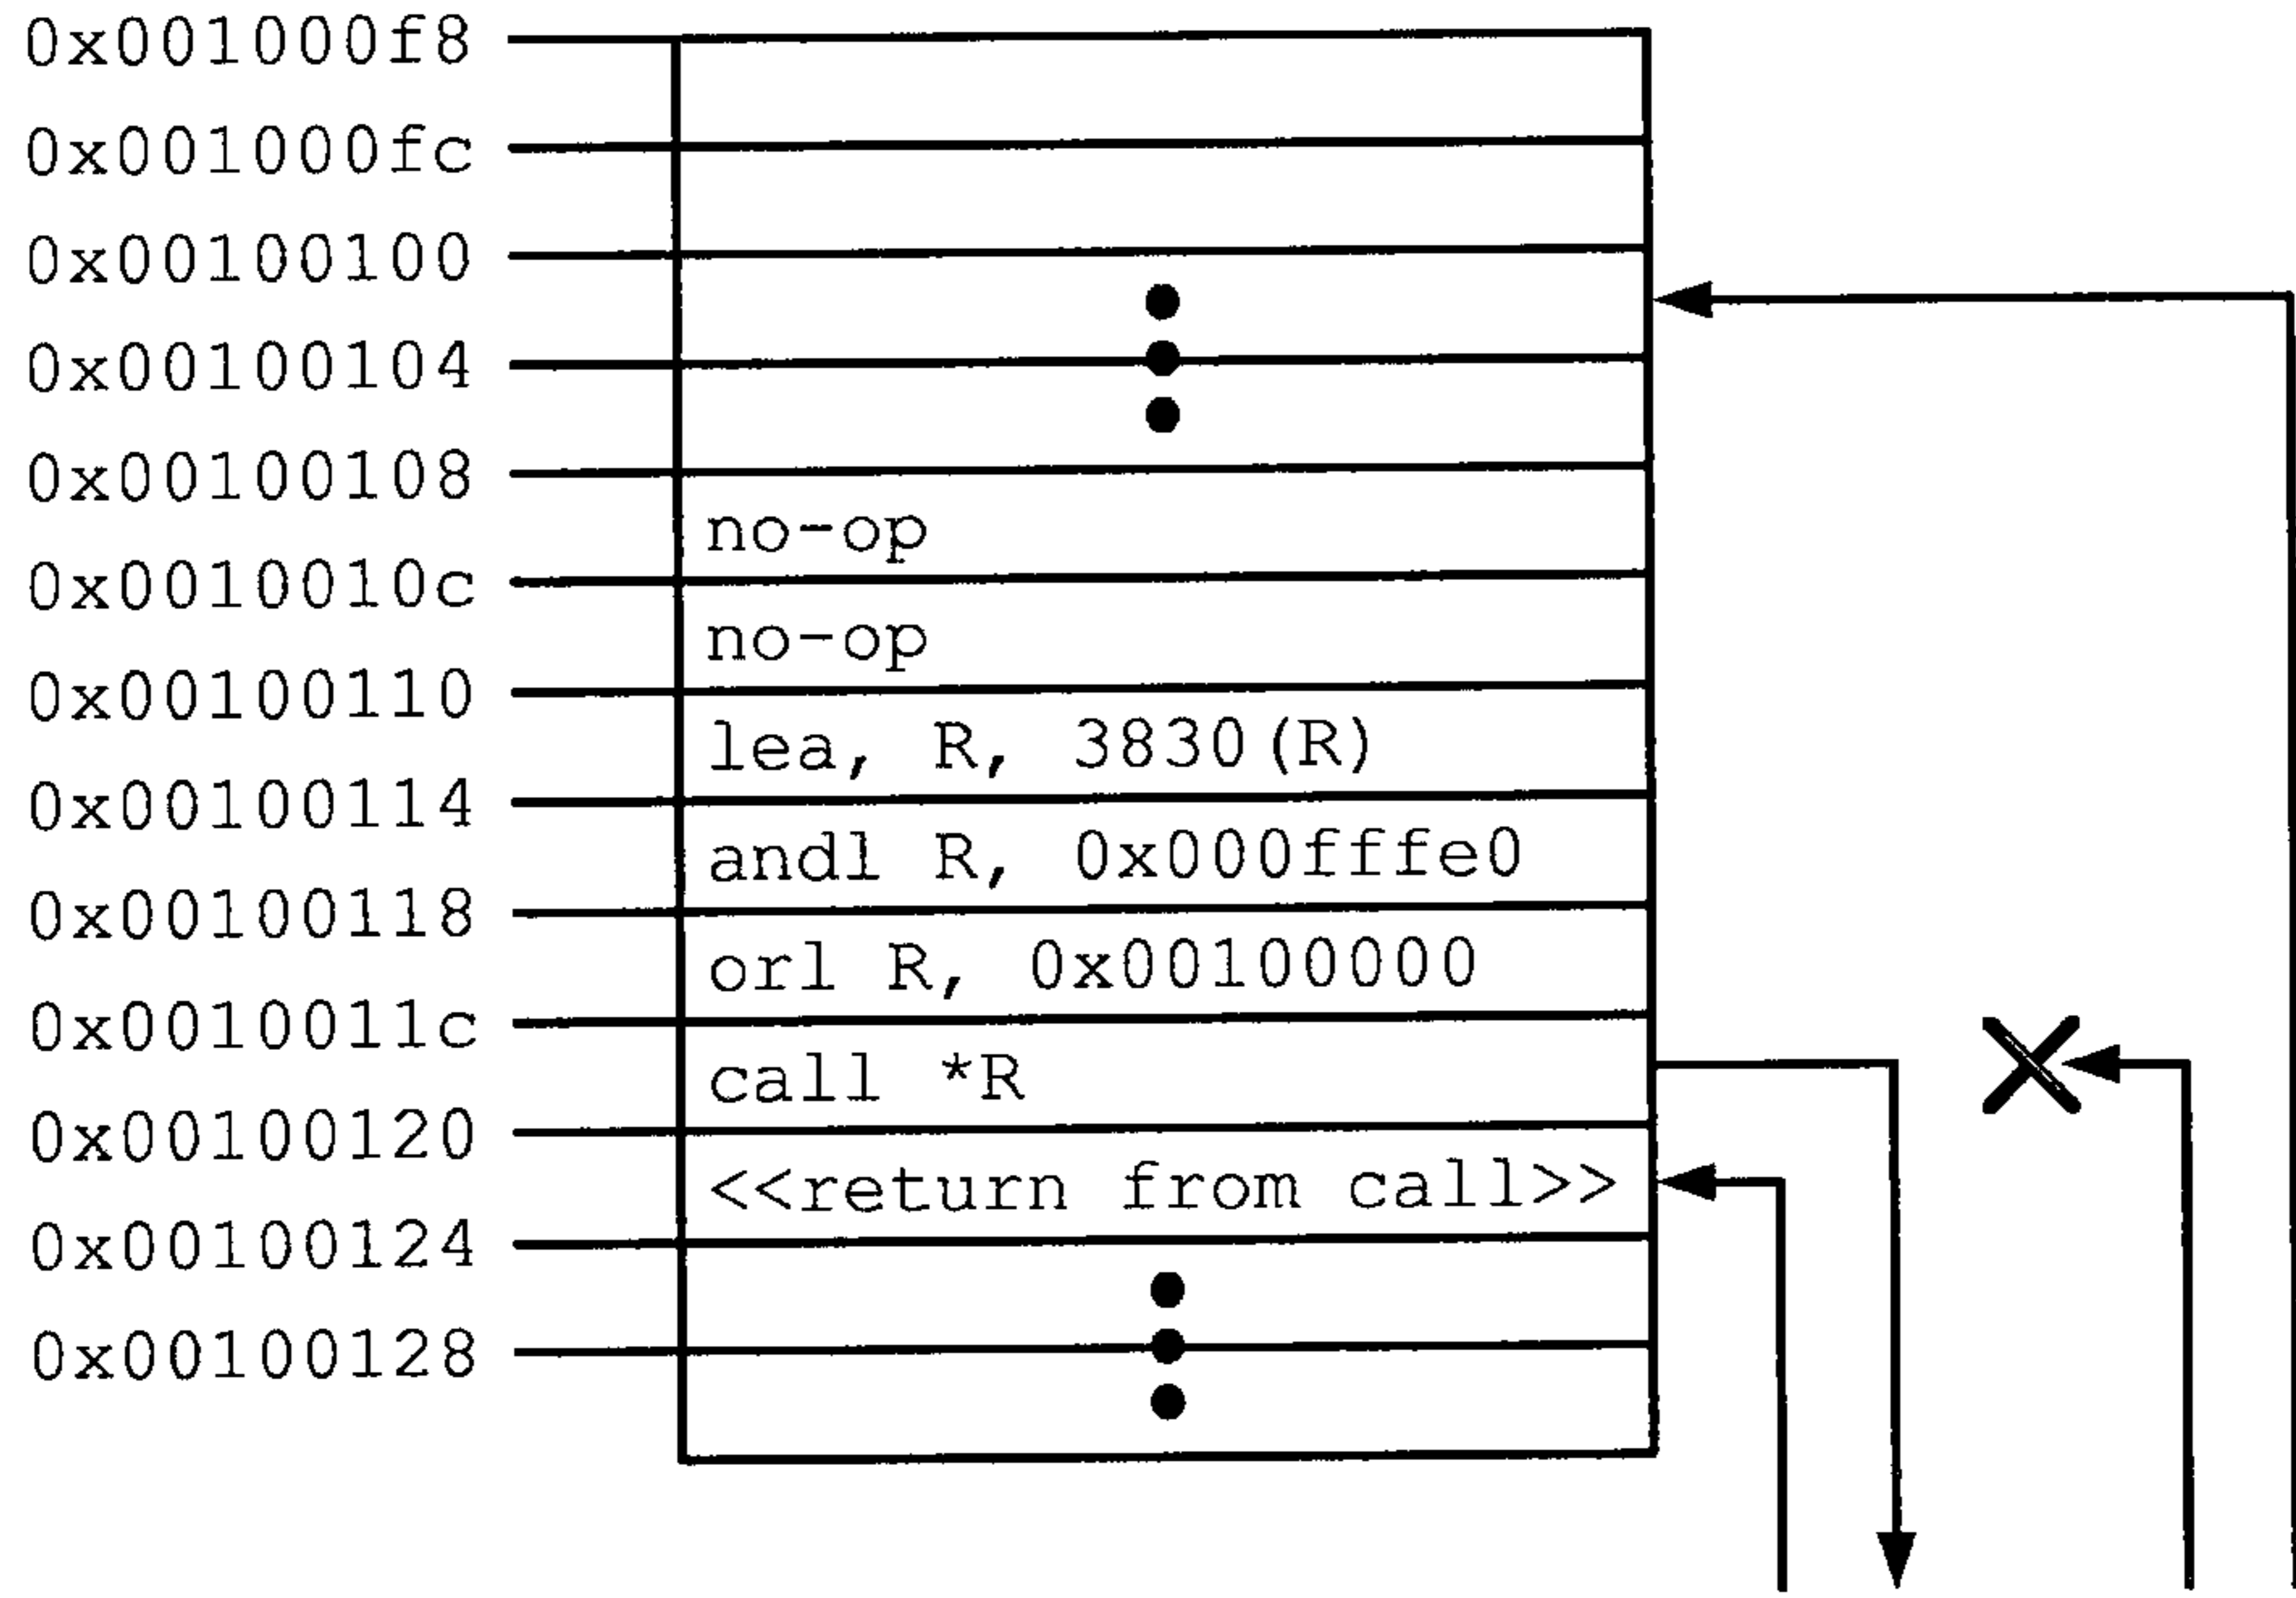 0x001000f8
0x001000fc
0x00100100
0x00100104
0x00100108
no-op
0x0010010c
no-op
0x00100110
lea, R, 3830(R)
0x00100114
andl R, 0x000fffe0
0x00100118
orl R, 0x00100000
0x0010011c
call *R
0x00100120
<<return from call>>
0x00100124
0x00100128